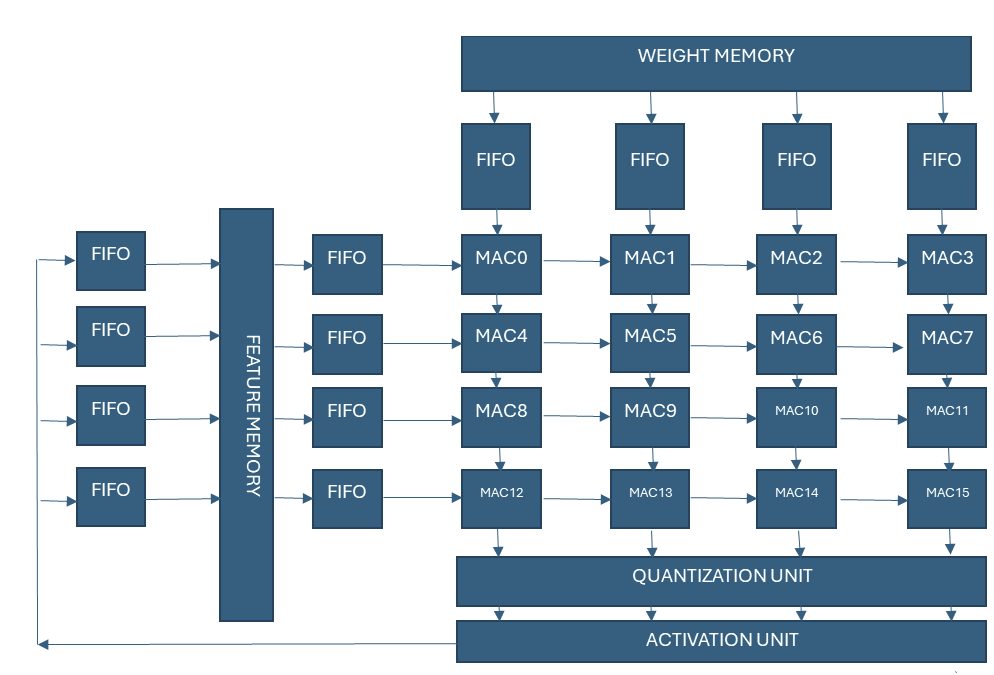 WEIGHT MEMORY
FIFO
FIFO
FIFO
FIFO
FIFO
FEATURE MEMORY
FIFO
MAC0
MAC1
MAC2
MAC3
FIFO
FIFO
MAC4
MAC5
MAC6
MAC7
FIFO
FIFO
MAC8
MAC9
MAC10
MAC11
FIFO
FIFO
MAC12
MAC13
MAC14
MAC15
QUANTIZATION UNIT
ACTIVATION UNIT